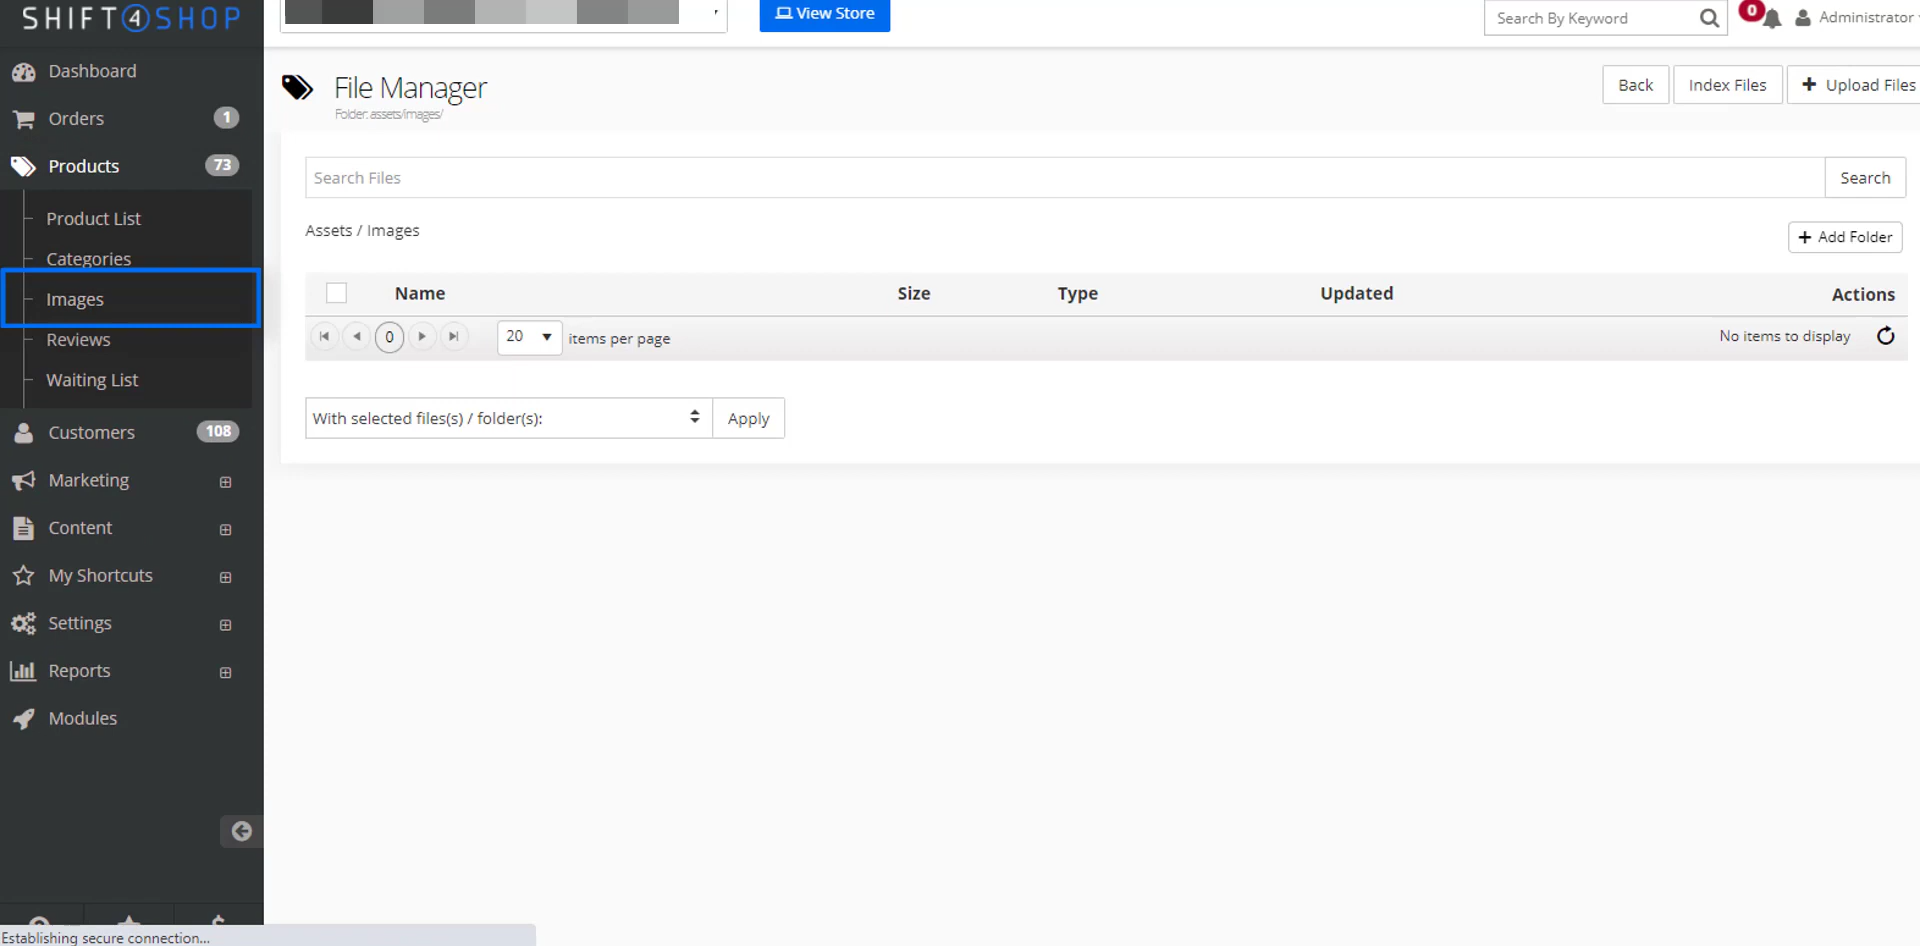 SHIFT4SHOP
View Store
Search By Keyword
0
Administrator
Dashboard
Orders
1
Products
73
Product List
Categories
Images
Reviews
Waiting List
Customers
108
Marketing
Content
My Shortcuts
Settings
Reports
Modules
File Manager
Folder: assets/images/
Back
Index Files
+ Upload Files
Search Files
Search
Assets / Images
+ Add Folder
Name
Size
Type
Updated
Actions
0
20
items per page
No items to display
With selected files(s) / folder(s):
Apply
Establishing secure connection...